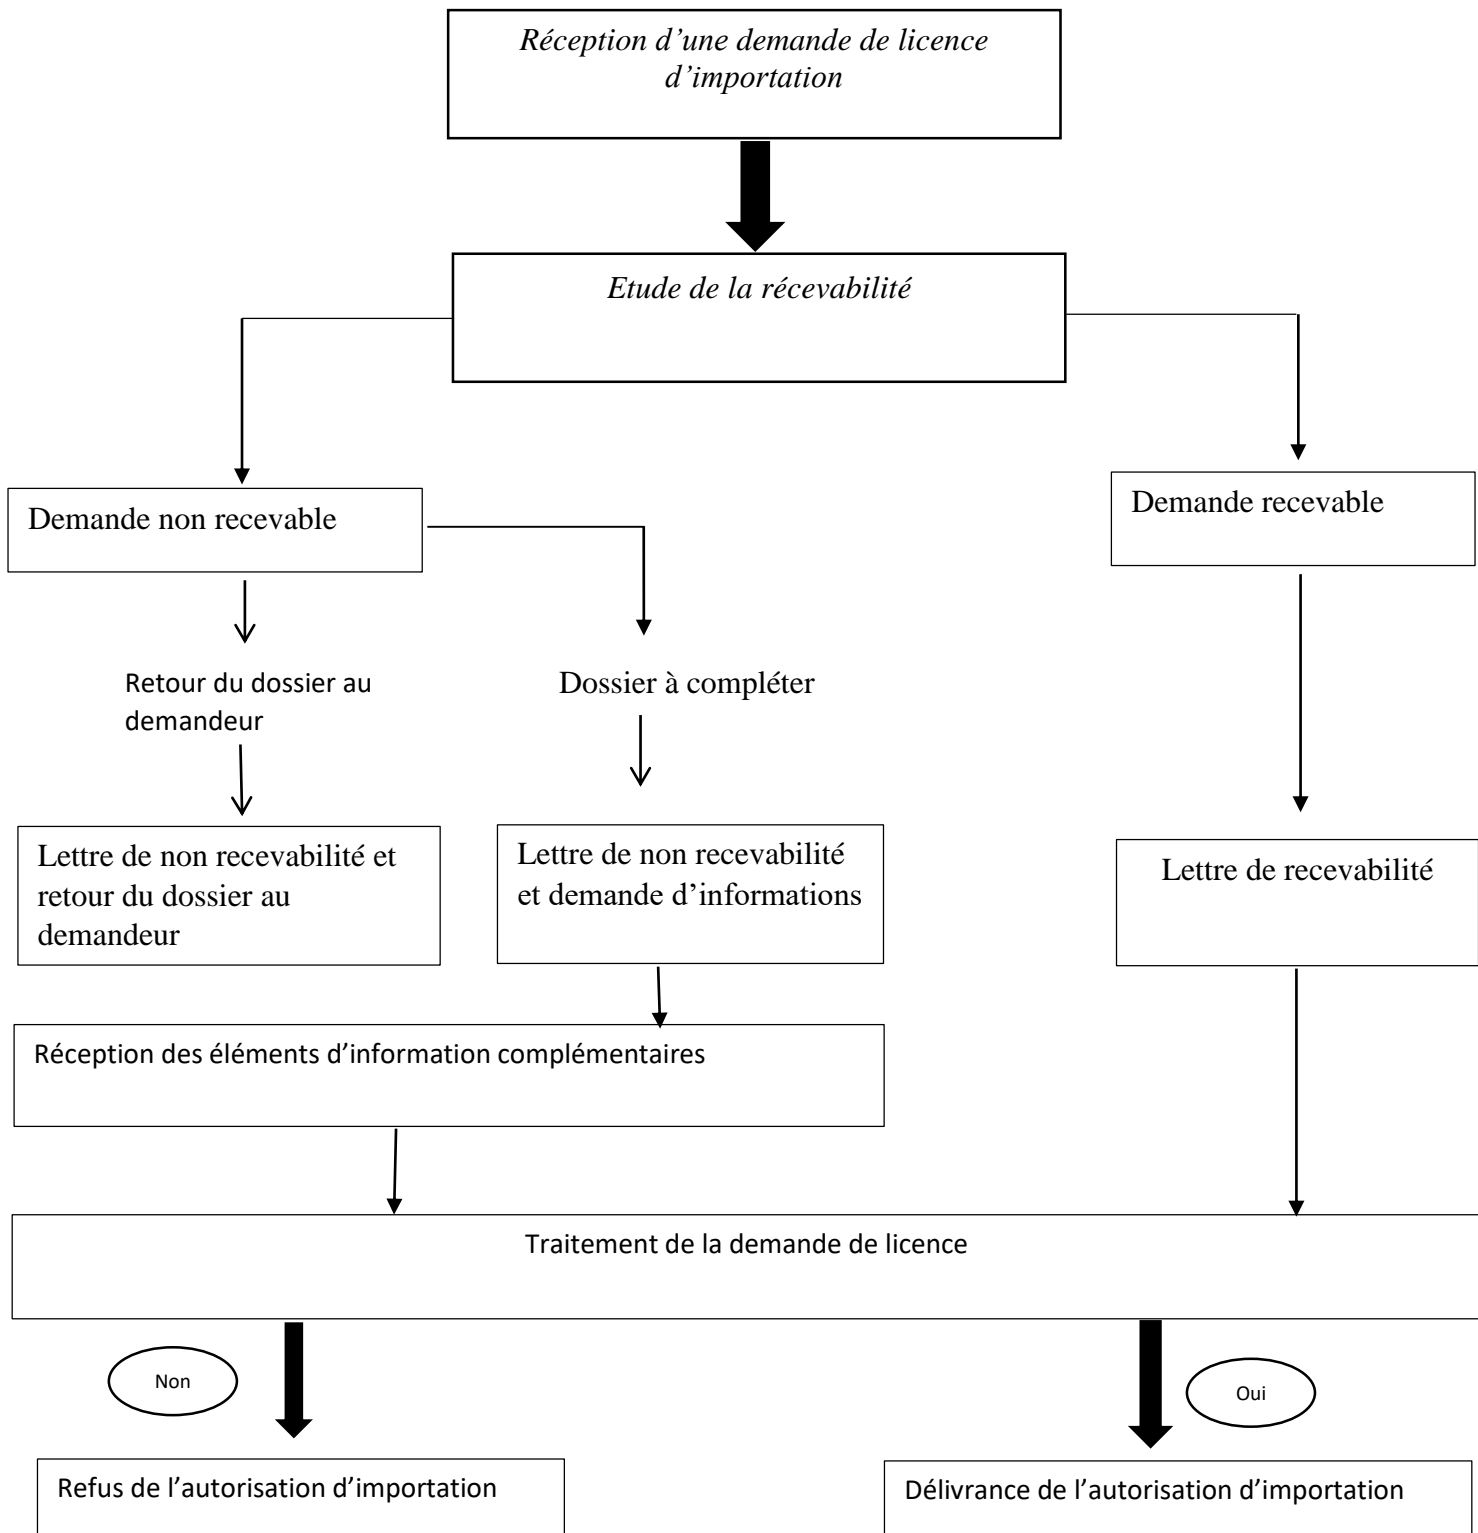 Réception d’une demande de licence
d’importation
Etude de la récevabilité
Demande non recevable
Demande recevable
Retour du dossier au
demandeur
Dossier à compléter
Lettre de non recevabilité et
retour du dossier au
demandeur
Lettre de non recevabilité
et demande d’informations
Lettre de recevabilité
Réception des éléments d’information complémentaires
Traitement de la demande de licence
Non
Oui
Refus de l’autorisation d’importation
Délivrance de l’autorisation d’importation